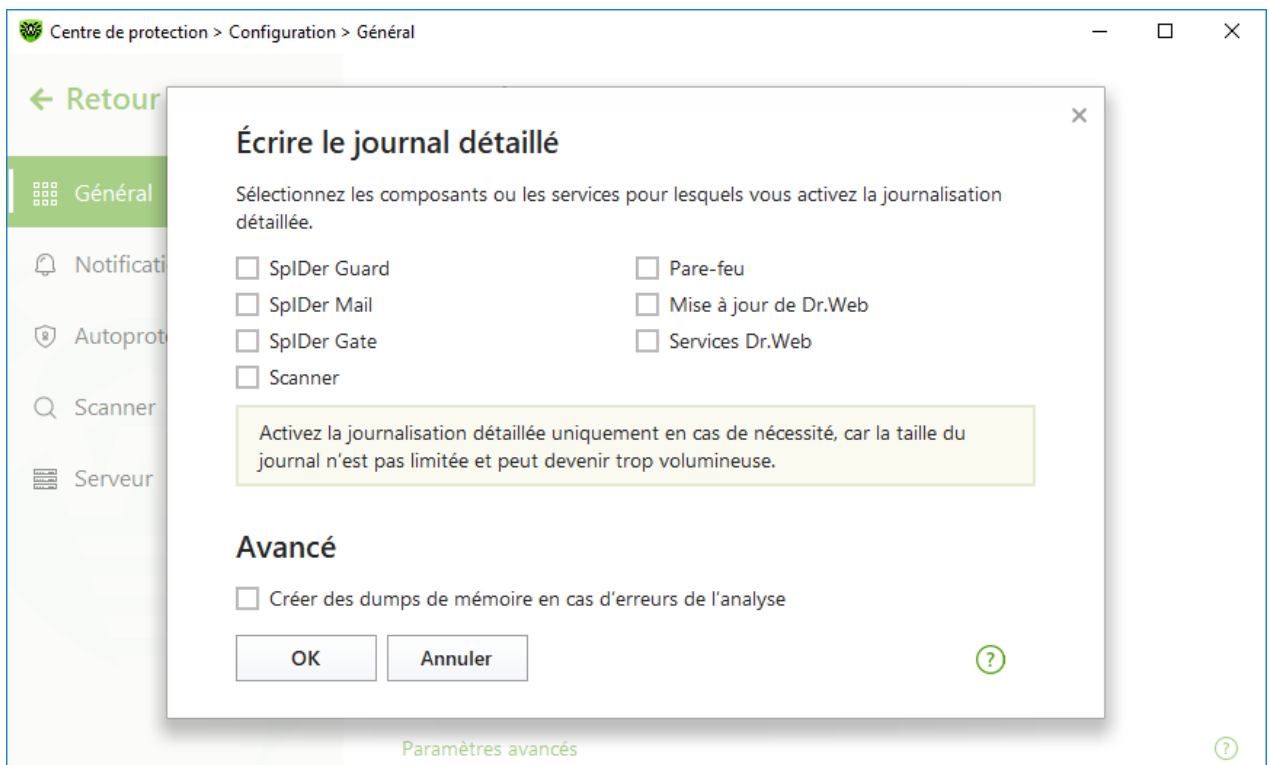 Centre de protection > Configuration > Général
Retour
Général
Notificati
Autoprot
Scanner
Serveur
Écrire le journal détaillé
Sélectionnez les composants ou les services pour lesquels vous activez la journalisation
détaillée.
SpIDer Guard
SpIDer Mail
SpIDer Gate
Scanner
Pare-feu
Mise à jour de Dr.Web
Services Dr.Web
Activez la journalisation détaillée uniquement en cas de nécessité, car la taille du
journal n'est pas limitée et peut devenir trop volumineuse.
Avancé
Créer des dumps de mémoire en cas d'erreurs de l'analyse
OK
Annuler
?
Paramètres avancés
?